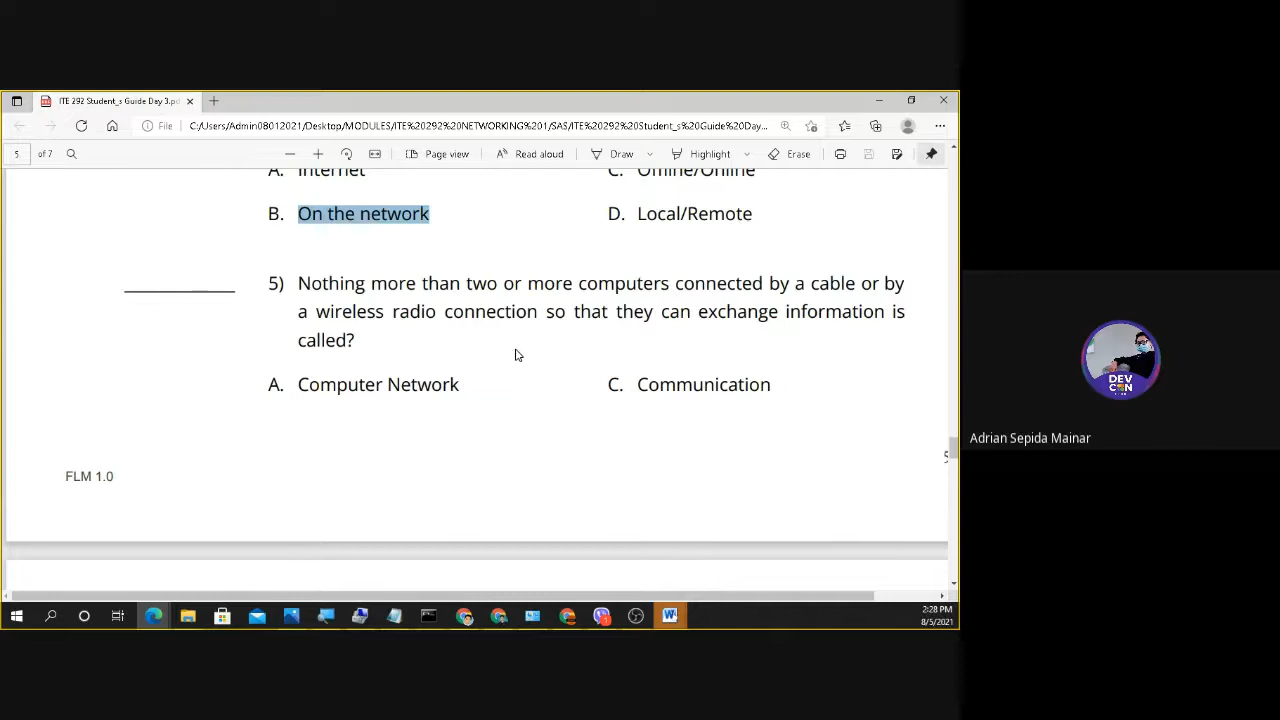 ITE 292 Student_s Guide Day 3.pd
File C:/Users/Admin08012021/Desktop/MODULES/ITE%20292%20NETWORKING%201/SAS/ITE%20292%20Student_s%20Guide%20Day...
5 of 7 Page view Read aloud Draw Highlight Erase
A. Internet C. Offline/Online
B. On the network D. Local/Remote
5) Nothing more than two or more computers connected by a cable or by
a wireless radio connection so that they can exchange information is
called?
A. Computer Network C. Communication
FLM 1.0
2:28 PM
8/5/2021
DEV
CON
Adrian Sepida Mainar